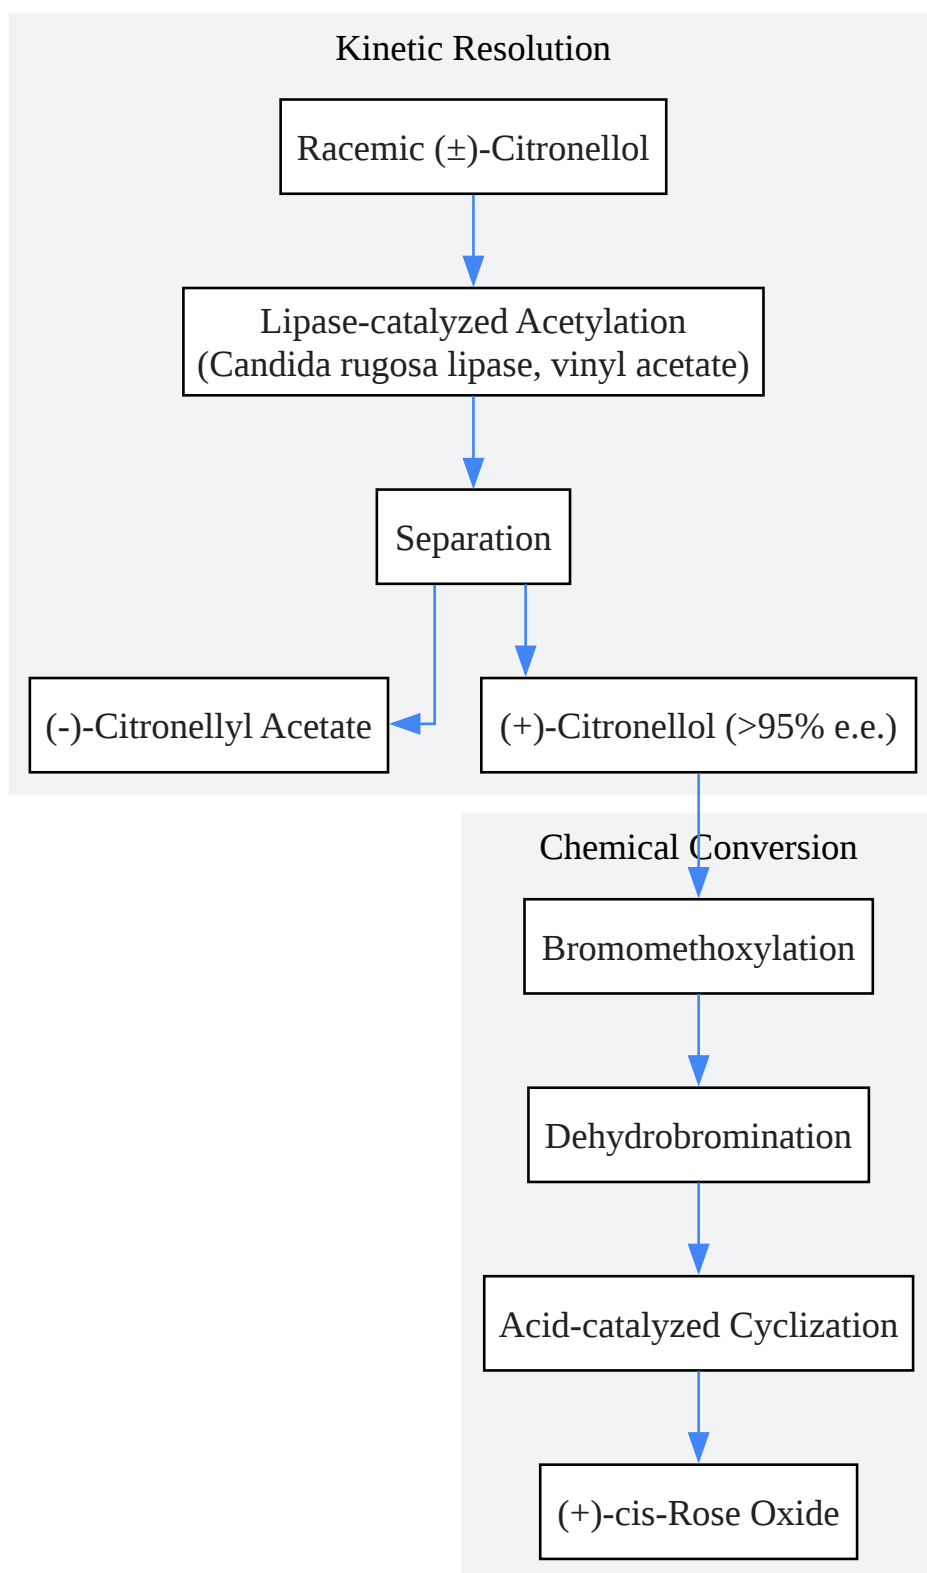 Kinetic Resolution
Racemic (±)-Citronellol
Lipase-catalyzed Acetylation
(Candida rugosa lipase, vinyl acetate)
Separation
(-)-Citronellyl Acetate
(+)-Citronellol (>95% e.e.)
Chemical Conversion
Bromomethoxylation
Dehydrobromination
Acid-catalyzed Cyclization
(+)-cis-Rose Oxide